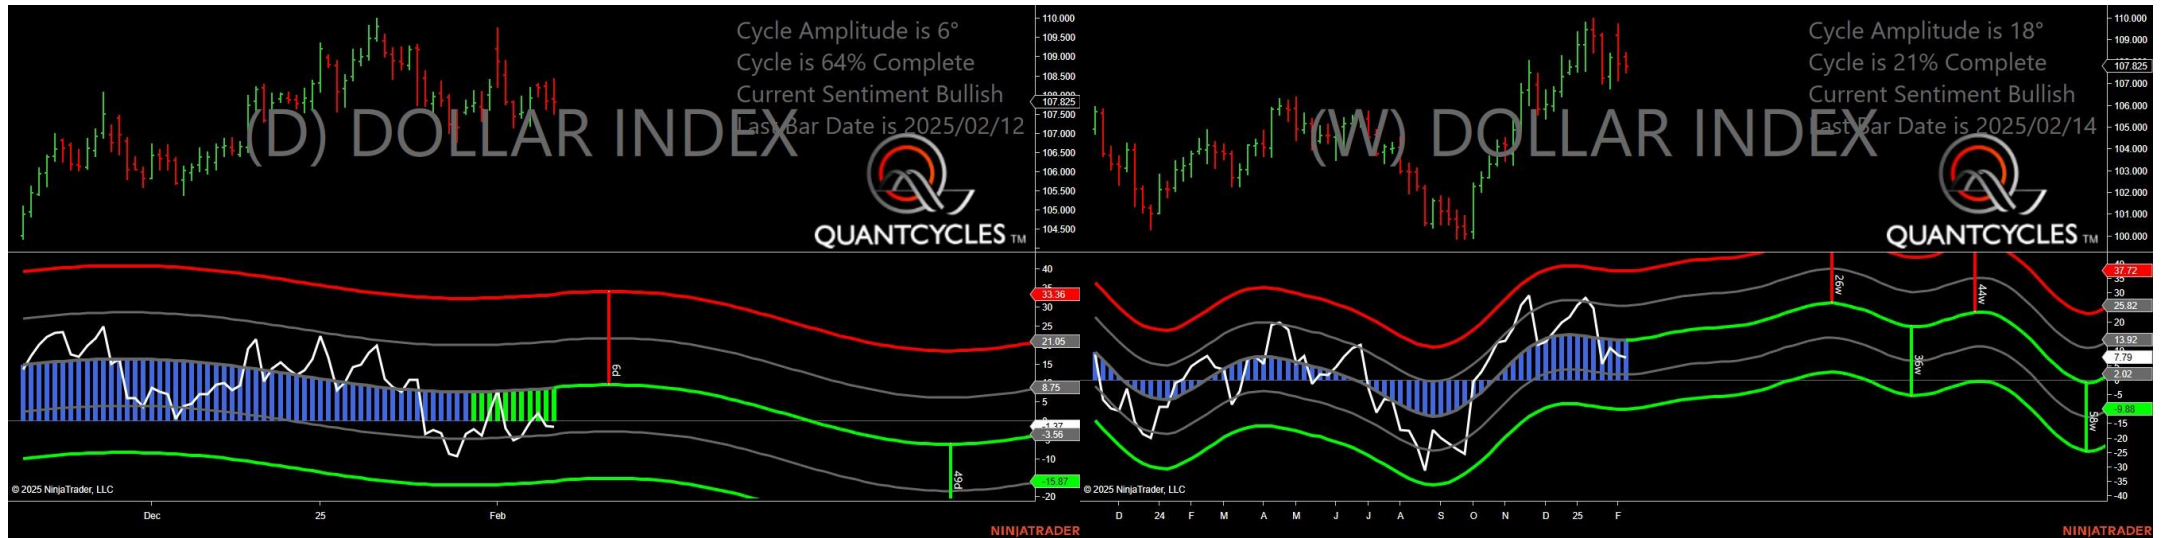 Cycle Amplitude is 6°
Cycle is 64% Complete
Current Sentiment Bullish
Last Bar Date is 2025/02/12
(D) DOLLAR INDEX
QUANTCYCLES TM
110.000
109.500
109.000
108.500
108.000
107.825
107.500
107.000
106.500
106.000
105.500
105.000
104.500
40
35
33.36
30
25
21.05
15
8.75
5
0
-1.37
-3.56
-10
-15.87
-20
6d
49d
© 2025 NinjaTrader, LLC
Dec 25 Feb
NINJATRADER
Cycle Amplitude is 18°
Cycle is 21% Complete
Current Sentiment Bullish
Last Bar Date is 2025/02/14
(W) DOLLAR INDEX
QUANTCYCLES TM
110.000
109.000
107.825
107.000
106.000
105.000
104.000
103.000
102.000
101.000
100.000
40
37.72
35
30
25.82
20
13.92
7.79
2.02
-5
-9.88
-15
-20
-25
-30
-35
-40
26w
44w
36w
58w
© 2025 NinjaTrader, LLC
D 24 F M A M J J A S O N D 25 F
NINJATRADER